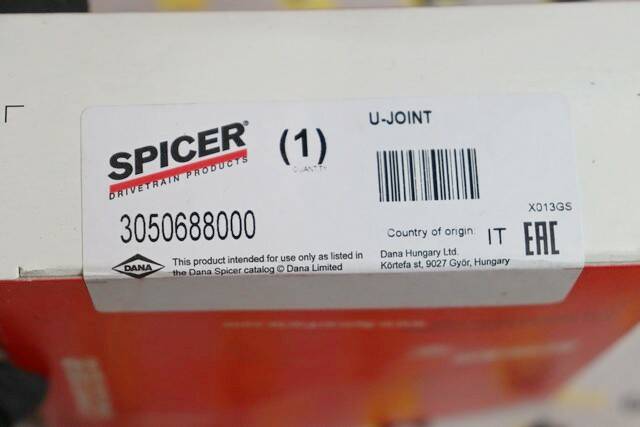 SPICER®
DRIVETRAIN PRODUCTS
(1)
QUANTITY
U-JOINT
3050688000
X013GS
Country of origin: IT
EAC
DANA
This product intended for use only as listed in
the Dana Spicer catalog © Dana Limited
Dana Hungary Ltd.
Körtefa st, 9027 Györ, Hungary